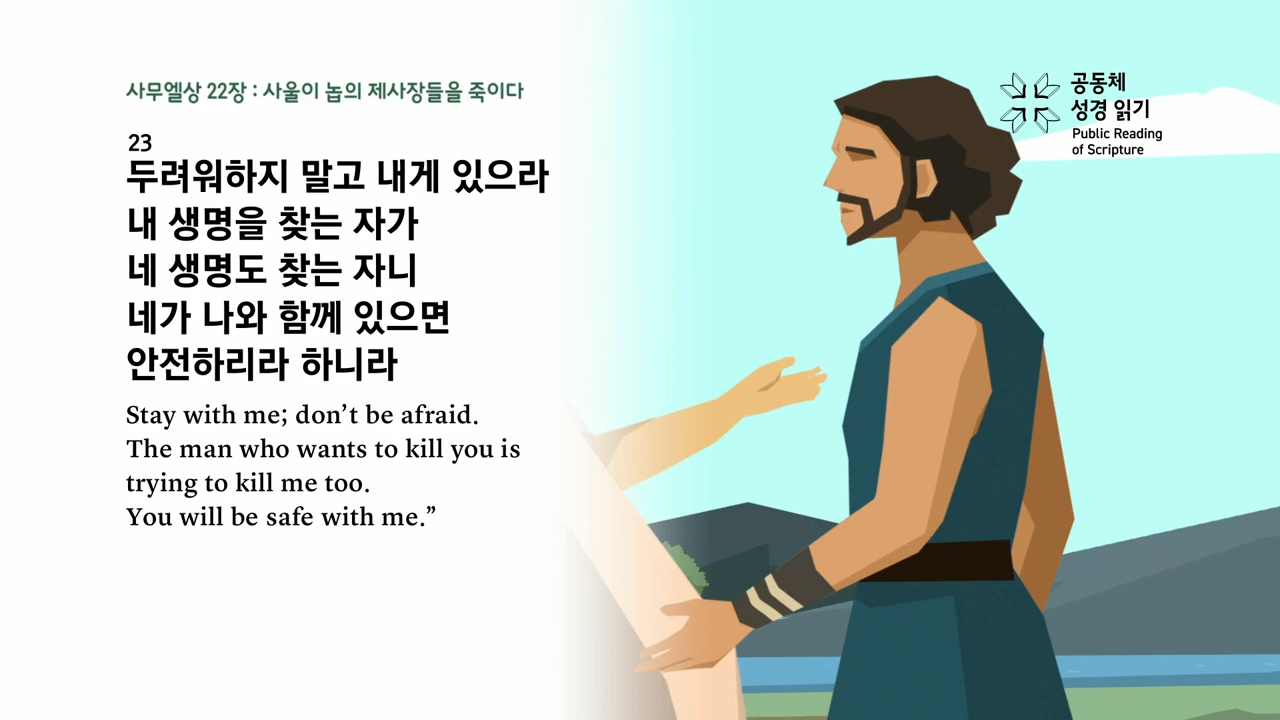 사무엘상 22장 : 사울이 놉의 제사장들을 죽이다
23
두려워하지 말고 내게 있으라
내 생명을 찾는 자가
네 생명도 찾는 자니
네가 나와 함께 있으면
안전하리라 하니라
Stay with me; don’t be afraid.
The man who wants to kill you is
trying to kill me too.
You will be safe with me.”
공동체
성경 읽기
Public Reading
of Scripture